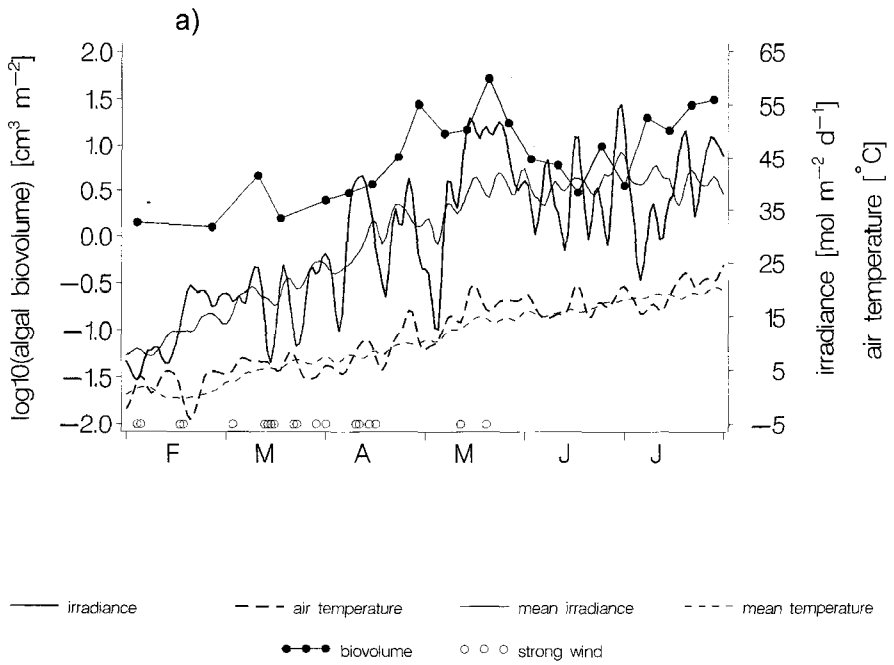 a)
log10(algal biovolume) [cm³ m⁻²]
2.0
1.5
1.0
0.5
0.0
−0.5
−1.0
−1.5
−2.0
65
55
45
35
25
15
5
−5
irradiance [mol m⁻² d⁻¹]
air temperature [°C]
F M A M J J
irradiance air temperature mean irradiance mean temperature
biovolume strong wind